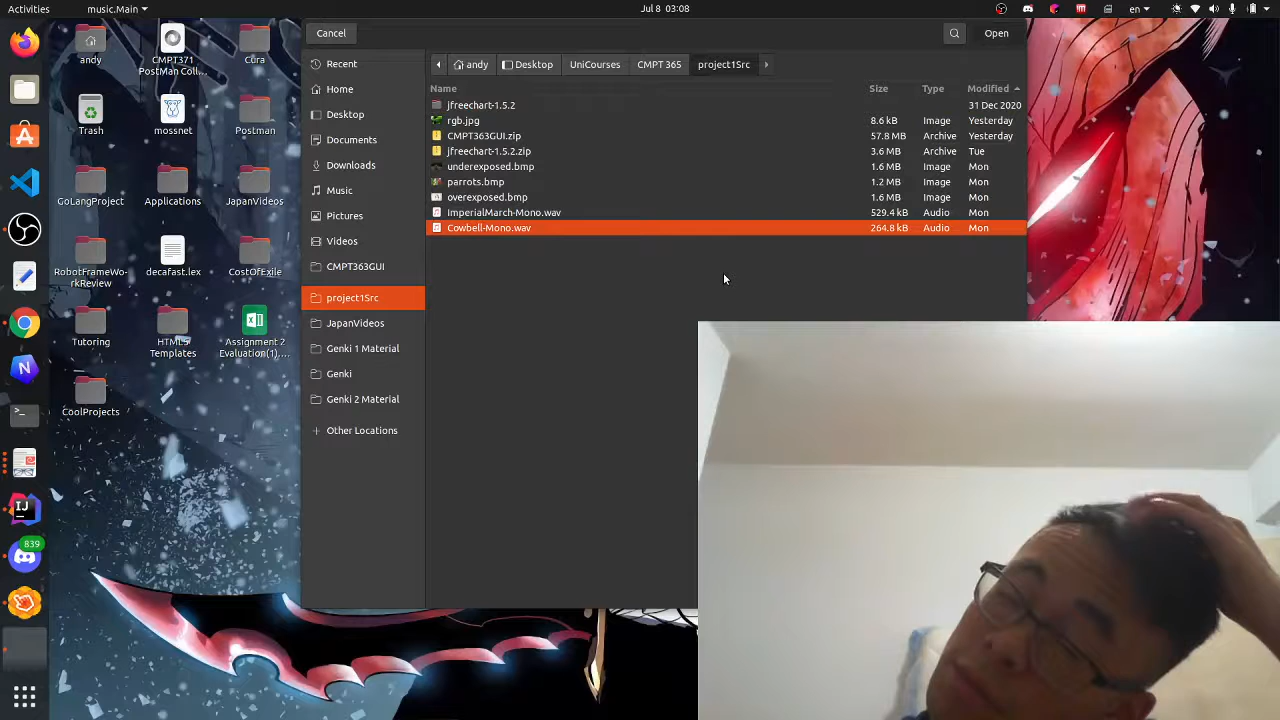 Activities
music.Main
Jul 8 03:08
en
andy
CMPT371 PostMan Coll...
Cura
Trash
mossnet
Postman
GoLangProject
Applications
JapanVideos
RobotFrameWo-
rkReview
decafast.lex
CostOfExile
Tutoring
HTML5 Templates
Assignment 2 Evaluation(1)....
CoolProjects
839
Cancel
Open
Recent
Home
Desktop
Documents
Downloads
Music
Pictures
Videos
CMPT363GUI
project1Src
JapanVideos
Genki 1 Material
Genki
Genki 2 Material
Other Locations
andy Desktop UniCourses CMPT 365 project1Src
Name Size Type Modified
jfreechart-1.5.2 31 Dec 2020
rgb.jpg 8.6 kB Image Yesterday
CMPT363GUI.zip 57.8 MB Archive Yesterday
jfreechart-1.5.2.zip 3.6 MB Archive Tue
underexposed.bmp 1.6 MB Image Mon
parrots.bmp 1.2 MB Image Mon
overexposed.bmp 1.6 MB Image Mon
ImperialMarch-Mono.wav 529.4 kB Audio Mon
Cowbell-Mono.wav 264.8 kB Audio Mon